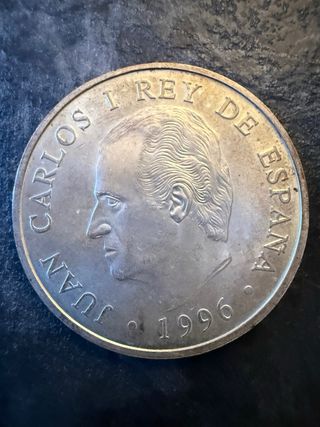 JUAN CARLOS I REY DE ESPAÑA
• 1996 •